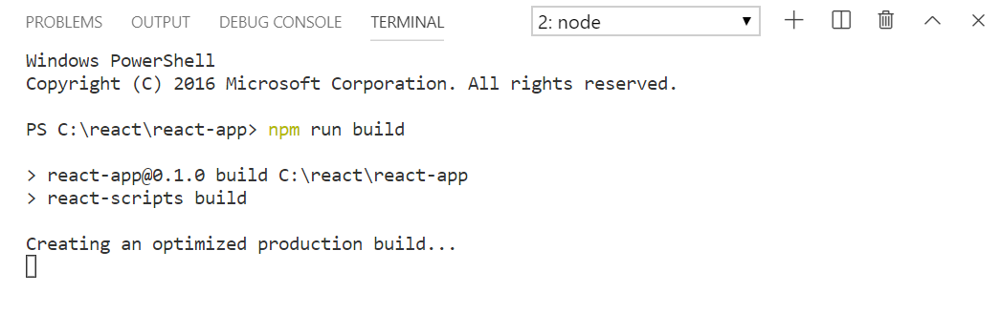 PROBLEMS OUTPUT DEBUG CONSOLE TERMINAL 2: node
Windows PowerShell
Copyright (C) 2016 Microsoft Corporation. All rights reserved.
PS C:\react\react-app> npm run build
> react-app@0.1.0 build C:\react\react-app
> react-scripts build
Creating an optimized production build...